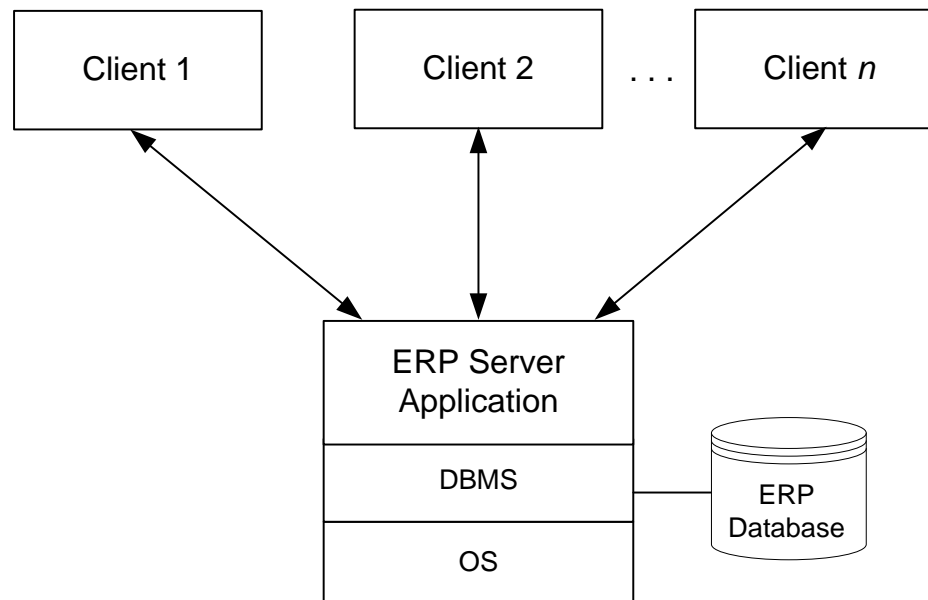 Client 1
Client 2
. . .
Client n
ERP Server
Application
DBMS
ERP
Database
OS